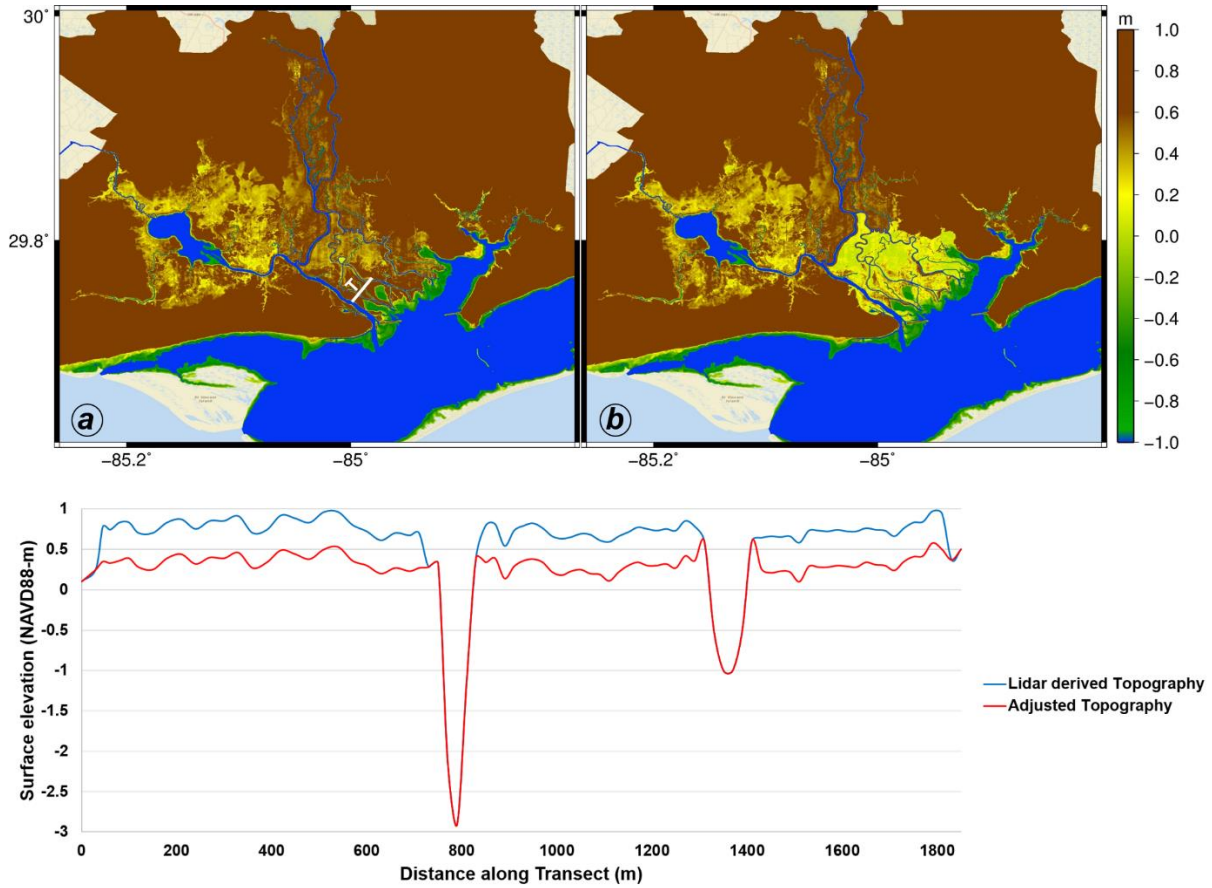 30°
29.8°
a
T
−85.2°
−85°
b
−85.2°
−85°
m
1.0
0.8
0.6
0.4
0.2
0.0
−0.2
−0.4
−0.6
−0.8
−1.0
Surface elevation (NAVD88-m)
1
0.5
0
-0.5
-1
-1.5
-2
-2.5
-3
0 200 400 600 800 1000 1200 1400 1600 1800
Distance along Transect (m)
Lidar derived Topography
Adjusted Topography